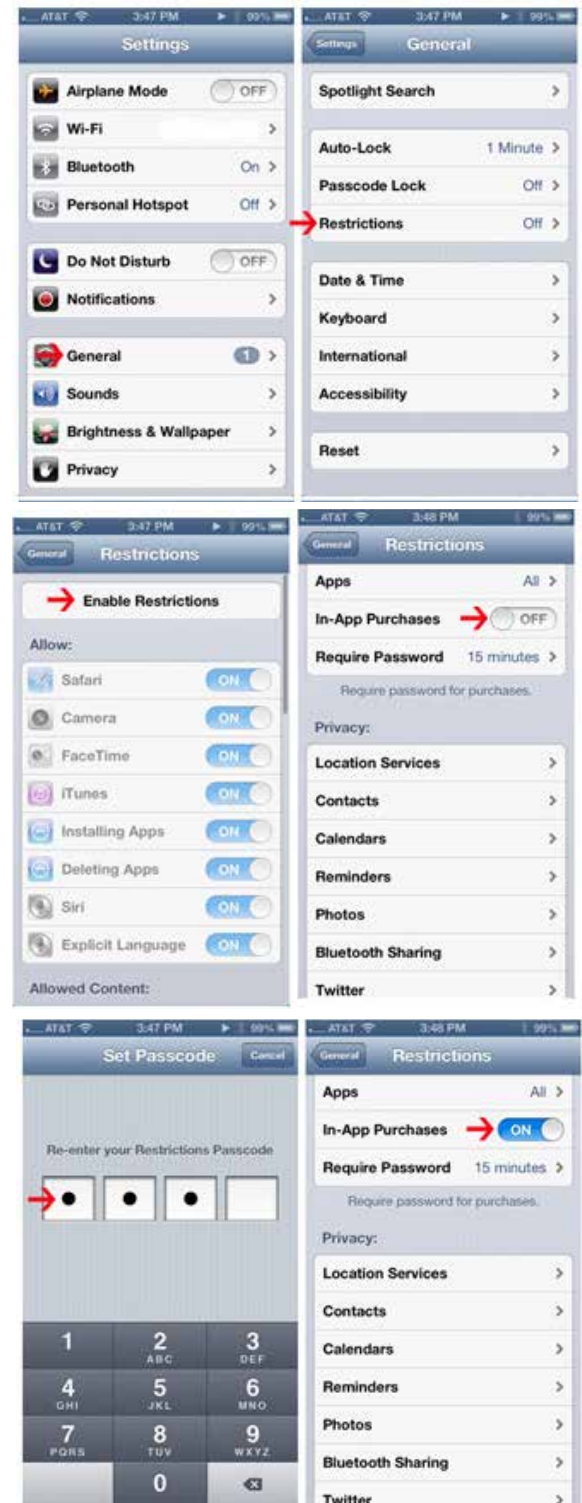 AT&T 3:47 PM 99%
Settings
Airplane Mode OFF
Wi-Fi
Bluetooth On
Personal Hotspot Off
Do Not Disturb OFF
Notifications
General 1
Sounds
Brightness & Wallpaper
Privacy
AT&T 3:47 PM 99%
Settings General
Spotlight Search
Auto-Lock 1 Minute
Passcode Lock Off
Restrictions Off
Date & Time
Keyboard
International
Accessibility
Reset
AT&T 3:47 PM 99%
General Restrictions
Enable Restrictions
Allow:
Safari ON
Camera ON
FaceTime ON
iTunes ON
Installing Apps ON
Deleting Apps ON
Siri ON
Explicit Language ON
Allowed Content:
AT&T 3:48 PM 99%
General Restrictions
Apps All
In-App Purchases OFF
Require Password 15 minutes
Require password for purchases.
Privacy:
Location Services
Contacts
Calendars
Reminders
Photos
Bluetooth Sharing
Twitter
AT&T 3:47 PM 99%
Set Passcode Cancel
Re-enter your Restrictions Passcode
1 2 3
ABC DEF
4 5 6
GHI JKL MNO
7 8 9
PQRS TUV WXYZ
0
AT&T 3:48 PM 99%
General Restrictions
Apps All
In-App Purchases ON
Require Password 15 minutes
Require password for purchases.
Privacy:
Location Services
Contacts
Calendars
Reminders
Photos
Bluetooth Sharing
Twitter